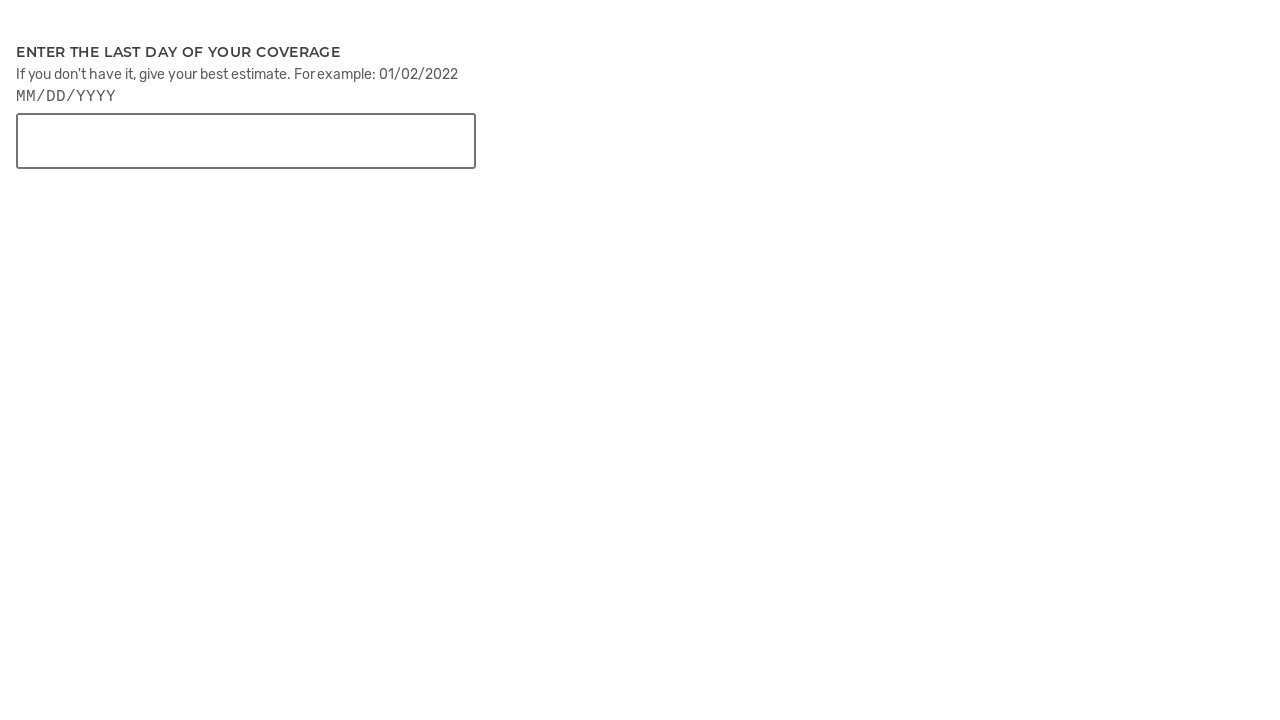 ENTER THE LAST DAY OF YOUR COVERAGE
If you don't have it, give your best estimate. For example: 01/02/2022
MM/DD/YYYY